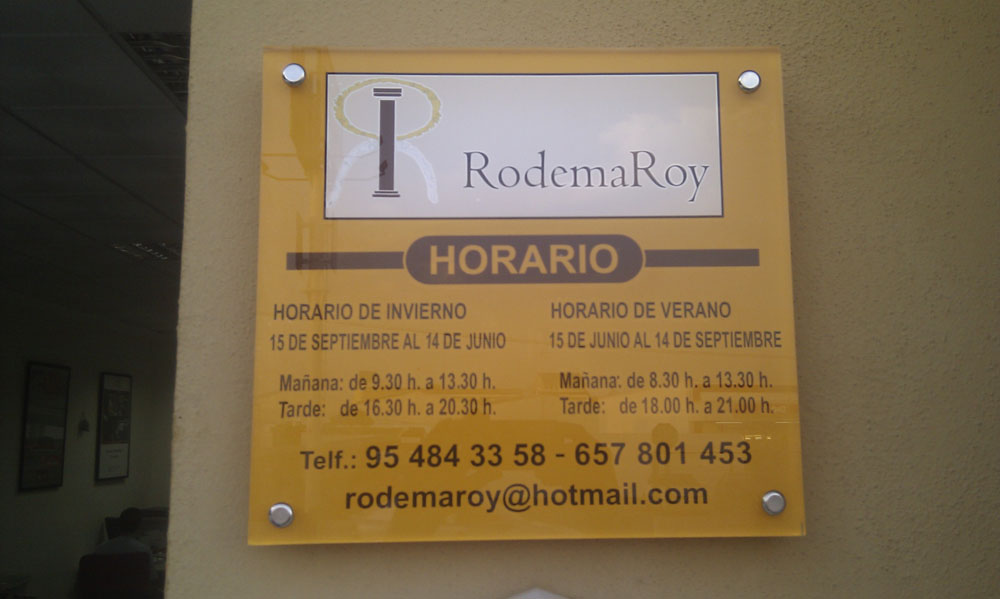 RodemaRoy
HORARIO
HORARIO DE INVIERNO
15 DE SEPTIEMBRE AL 14 DE JUNIO
Mañana: de 9.30 h. a 13.30 h.
Tarde: de 16.30 h. a 20.30 h.
HORARIO DE VERANO
15 DE JUNIO AL 14 DE SEPTIEMBRE
Mañana: de 8.30 h. a 13.30 h.
Tarde: de 18.00 h. a 21.00 h.
Telf.: 95 484 33 58 - 657 801 453
rodemaroy@hotmail.com